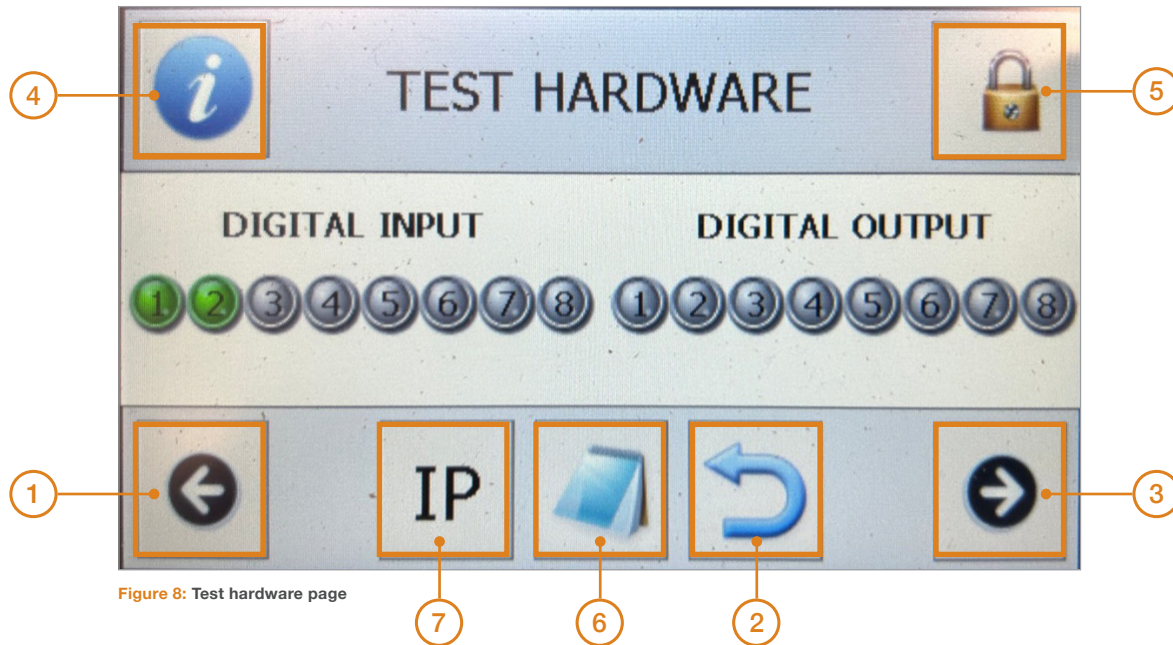 4
i
TEST HARDWARE
5
DIGITAL INPUT
DIGITAL OUTPUT
1 2 3 4 5 6 7 8
1 2 3 4 5 6 7 8
1
IP
3
Figure 8: Test hardware page
7
6
2